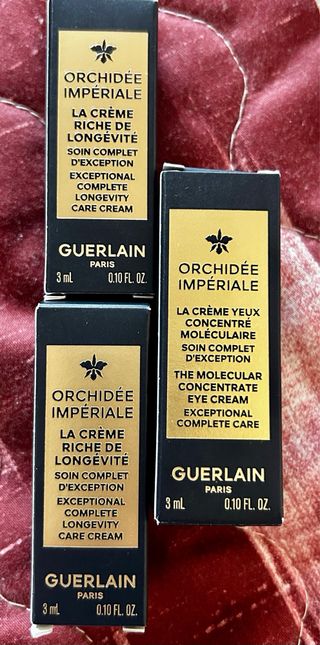 ORCHIDÉE
IMPÉRIALE
LA CRÈME
RICHE DE
LONGÉVITÉ
SOIN COMPLET
D'EXCEPTION
EXCEPTIONAL
COMPLETE
LONGEVITY
CARE CREAM
GUERLAIN
PARIS
3 mL 0.10 FL. OZ.
ORCHIDÉE
IMPÉRIALE
LA CRÈME YEUX
CONCENTRÉ
MOLÉCULAIRE
SOIN COMPLET
D'EXCEPTION
THE MOLECULAR
CONCENTRATE
EYE CREAM
EXCEPTIONAL
COMPLETE CARE
GUERLAIN
PARIS
3 mL 0.10 FL. OZ.
ORCHIDÉE
IMPÉRIALE
LA CRÈME
RICHE DE
LONGÉVITÉ
SOIN COMPLET
D'EXCEPTION
EXCEPTIONAL
COMPLETE
LONGEVITY
CARE CREAM
GUERLAIN
PARIS
3 mL 0.10 FL. OZ.